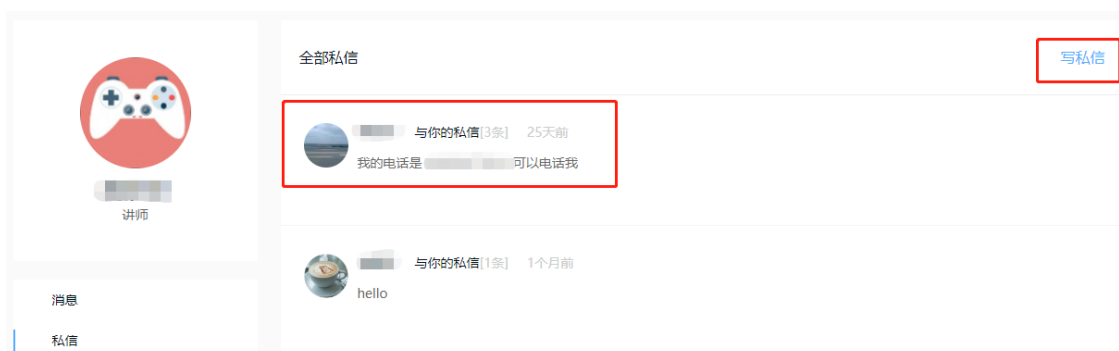 讲师
消息
私信
全部私信
写私信
与你的私信[3条] 25天前
我的电话是 可以电话我
与你的私信[1条] 1个月前
hello